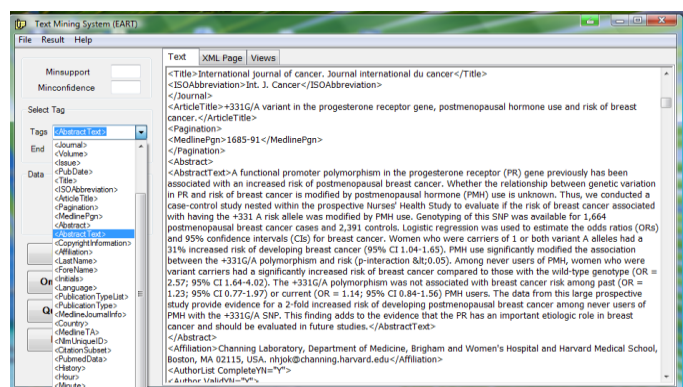 Text Mining System (EART)
File Result Help
Minsupport
Minconfidence
Select Tag
Tags <AbstractText>
End
Data
<Journal>
<Volume>
<Issue>
<PubDate>
<Title>
<ISOAbbreviation>
<ArticleTitle>
<Pagination>
<MedlinePgn>
<Abstract>
<AbstractText>
<CopyrightInformation>
<Affiliation>
<LastName>
<ForeName>
<Initials>
<Language>
<PublicationTypeList>
<PublicationType>
<MedlineJournalInfo>
<Country>
<MedlineTA>
<NlmUniqueID>
<CitationSubset>
<PubmedData>
<History>
<Hour>
<Minute>
Text XML Page Views
<Title>International journal of cancer. Journal international du cancer</Title>
<ISOAbbreviation>Int. J. Cancer</ISOAbbreviation>
</Journal>
<ArticleTitle>+331G/A variant in the progesterone receptor gene, postmenopausal hormone use and risk of breast
cancer.</ArticleTitle>
<Pagination>
<MedlinePgn>1685-91</MedlinePgn>
</Pagination>
<Abstract>
<AbstractText>A functional promoter polymorphism in the progesterone receptor (PR) gene previously has been
associated with an increased risk of postmenopausal breast cancer. Whether the relationship between genetic variation
in PR and risk of breast cancer is modified by postmenopausal hormone (PMH) use is unknown. Thus, we conducted a
case-control study nested within the prospective Nurses' Health Study to evaluate if the risk of breast cancer associated
with having the +331 A risk allele was modified by PMH use. Genotyping of this SNP was available for 1,664
postmenopausal breast cancer cases and 2,391 controls. Logistic regression was used to estimate the odds ratios (ORs)
and 95% confidence intervals (CIs) for breast cancer. Women who were carriers of 1 or both variant A alleles had a
31% increased risk of developing breast cancer (95% CI 1.04-1.65). PMH use significantly modified the association
between the +331G/A polymorphism and risk (p-interaction &lt;0.05). Among never users of PMH, women who were
variant carriers had a significantly increased risk of breast cancer compared to those with the wild-type genotype (OR =
2.57; 95% CI 1.64-4.02). The +331G/A polymorphism was not associated with breast cancer risk among past (OR =
1.23; 95% CI 0.77-1.97) or current (OR = 1.14; 95% CI 0.84-1.56) PMH users. The data from this large prospective
study provide evidence for a 2-fold increased risk of developing postmenopausal breast cancer among never users of
PMH with the +331G/A SNP. This finding adds to the evidence that the PR has an important etiologic role in breast
cancer and should be evaluated in future studies.</AbstractText>
</Abstract>
<Affiliation>Channing Laboratory, Department of Medicine, Brigham and Women's Hospital and Harvard Medical School,
Boston, MA 02115, USA. nhjok@channing.harvard.edu</Affiliation>
<AuthorList CompleteYN="Y">
<Author ValidYN="Y">